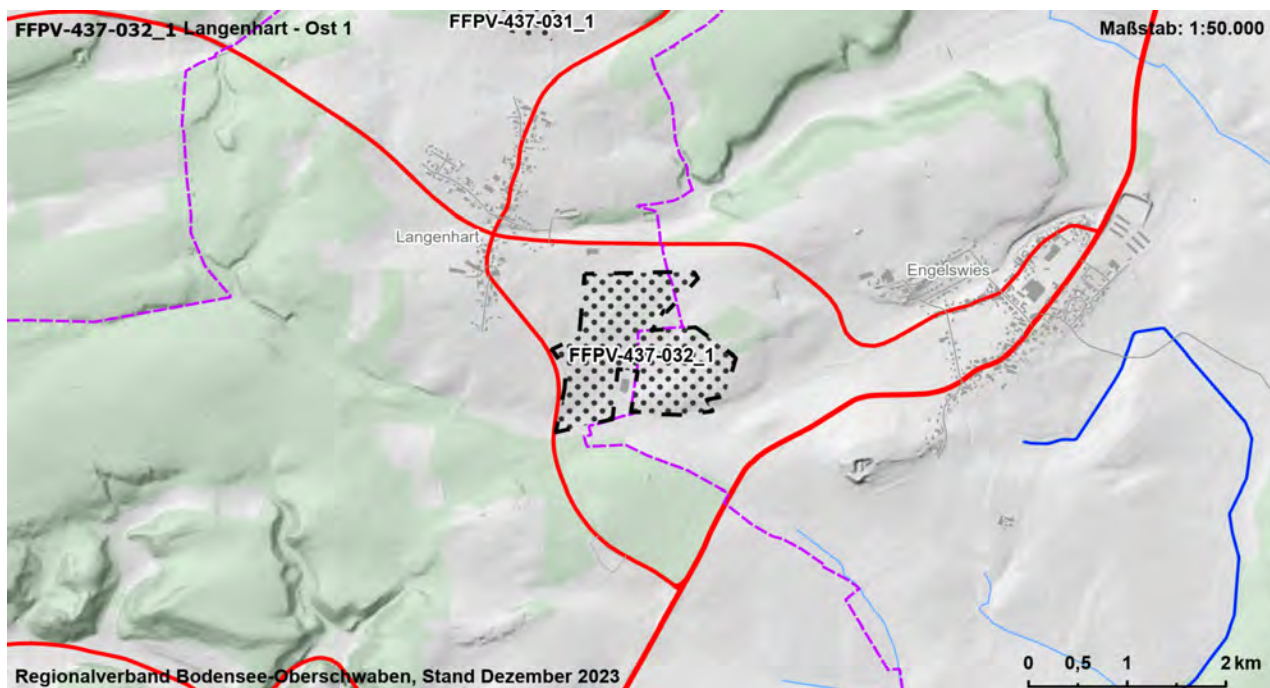 FFPV-437-032_1 Langenhart - Ost 1
FFPV-437-031_1
Maßstab: 1:50.000
Langenhart
Engelswies
FFPV-437-032_1
Regionalverband Bodensee-Oberschwaben, Stand Dezember 2023
0 0,5 1 2 km